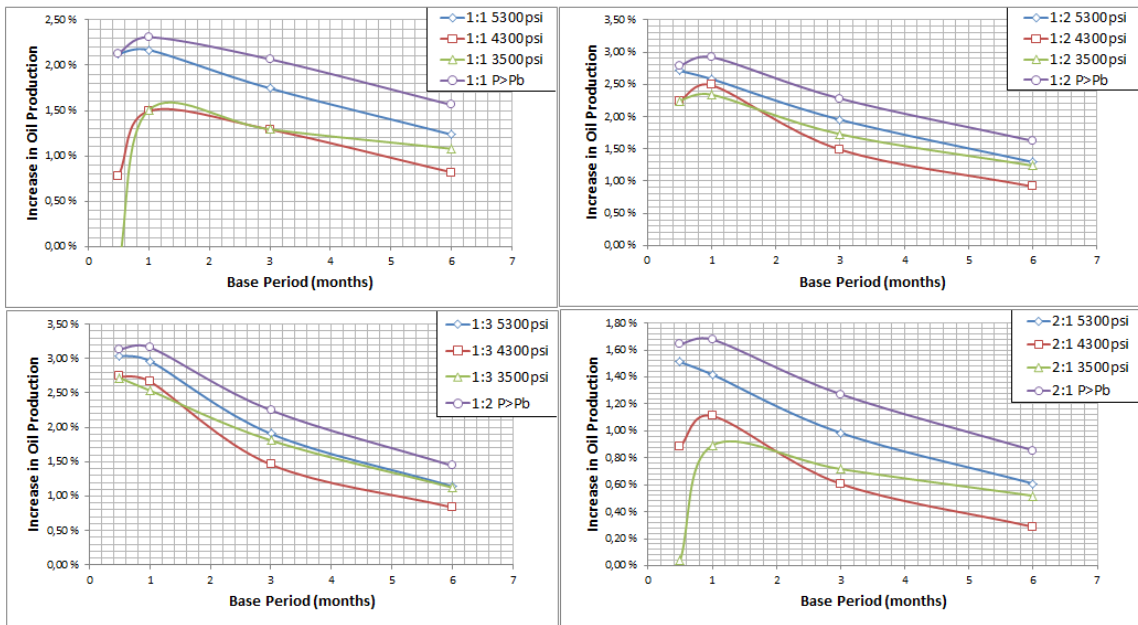 2,50 %
2,00 %
1,50 %
1,00 %
0,50 %
0,00 %
Increase in Oil Production
0 1 2 3 4 5 6 7
Base Period (months)
1:1 5300psi
1:1 4300psi
1:1 3500psi
1:1 P>Pb
3,50 %
3,00 %
2,50 %
2,00 %
1,50 %
1,00 %
0,50 %
0,00 %
Increase in Oil Production
0 1 2 3 4 5 6 7
Base Period (months)
1:2 5300psi
1:2 4300psi
1:2 3500psi
1:2 P>Pb
3,50 %
3,00 %
2,50 %
2,00 %
1,50 %
1,00 %
0,50 %
0,00 %
Increase in Oil Production
0 1 2 3 4 5 6 7
Base Period (months)
1:3 5300psi
1:3 4300psi
1:3 3500psi
1:2 P>Pb
1,80 %
1,60 %
1,40 %
1,20 %
1,00 %
0,80 %
0,60 %
0,40 %
0,20 %
0,00 %
Increase in Oil Production
0 1 2 3 4 5 6 7
Base Period (months)
2:1 5300psi
2:1 4300psi
2:1 3500psi
2:1 P>Pb